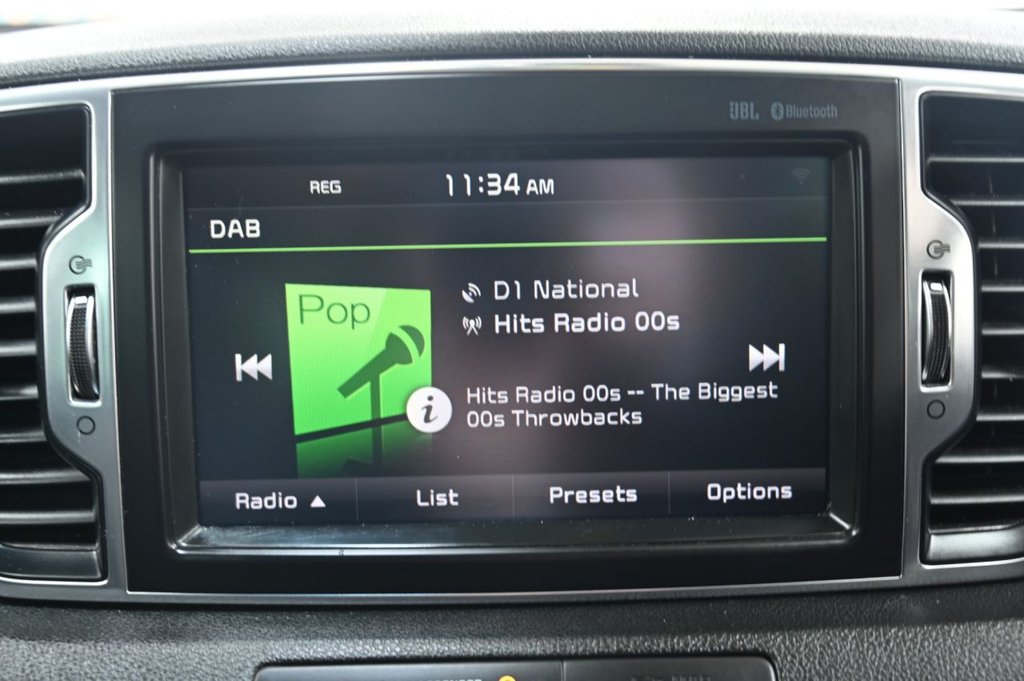 JBL Bluetooth
REG 11:34 AM
DAB
Pop
D1 National
Hits Radio 00s
i
Hits Radio 00s -- The Biggest
00s Throwbacks
Radio ▲ List Presets Options